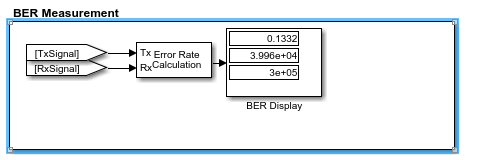 BER Measurement
[TxSignal]
[RxSignal]
Tx Error Rate
Rx Calculation
0.1332
3.996e+04
3e+05
BER Display